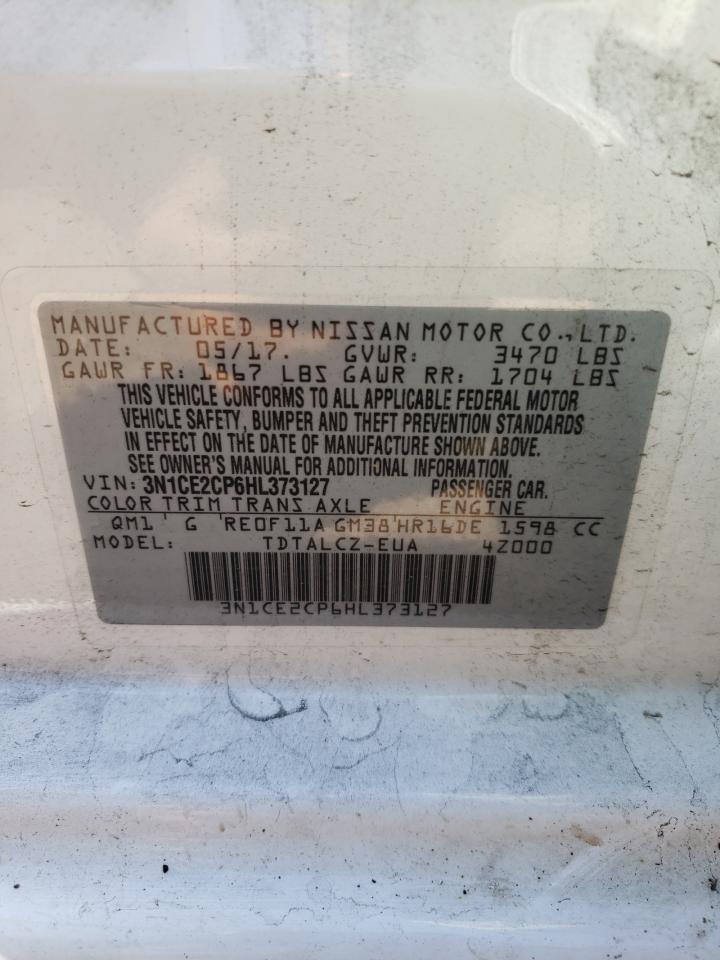 MANUFACTURED BY NISSAN MOTOR CO., LTD.
DATE: 05/17. GVWR: 3470 LBS
GAWR FR: 1867 LBS GAWR RR: 1704 LBS
THIS VEHICLE CONFORMS TO ALL APPLICABLE FEDERAL MOTOR
VEHICLE SAFETY, BUMPER AND THEFT PREVENTION STANDARDS
IN EFFECT ON THE DATE OF MANUFACTURE SHOWN ABOVE.
SEE OWNER'S MANUAL FOR ADDITIONAL INFORMATION.
VIN: 3N1CE2CP6HL373127 PASSENGER CAR.
COLOR TRIM TRANS AXLE ENGINE
QM1 G RE0F11A GM38 HR16DE 1598 CC
MODEL: TDTALCZ-EUA 4Z000
3N1CE2CP6HL373127